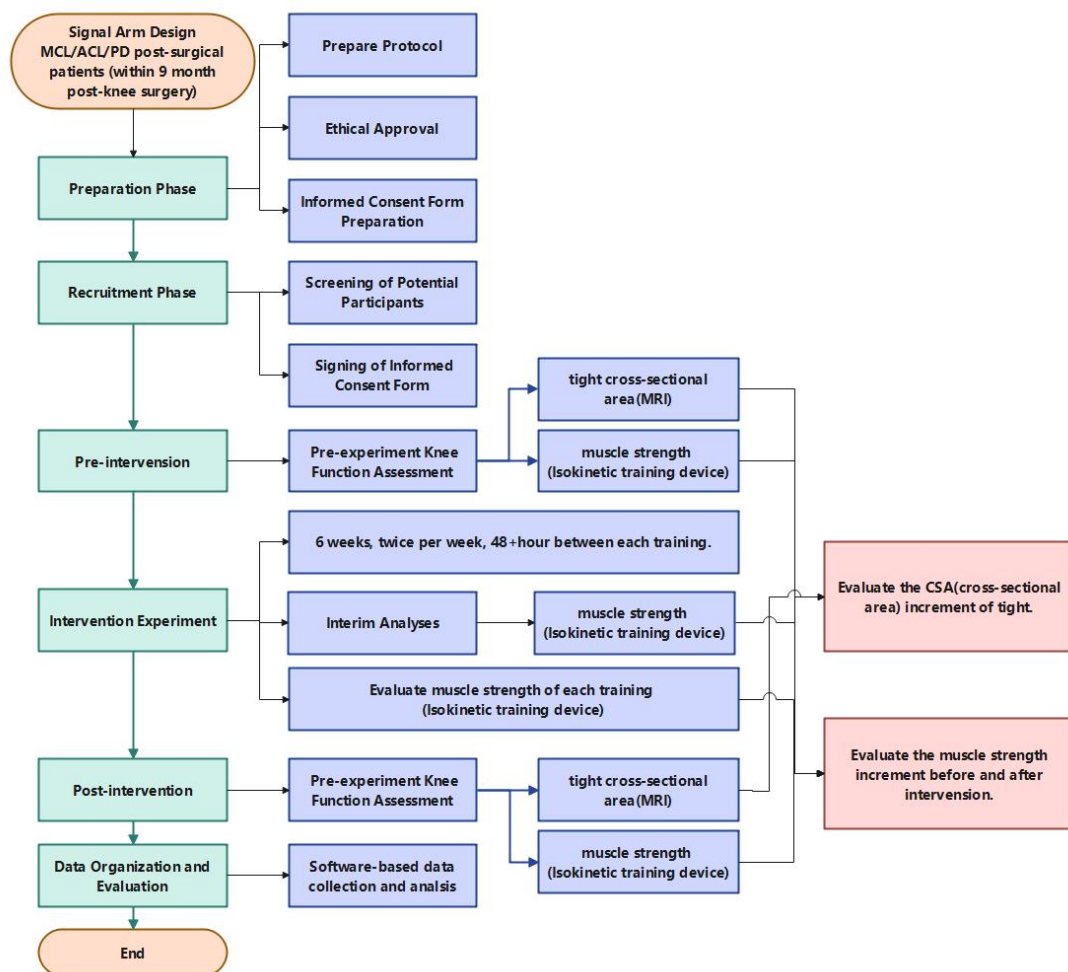 Signal Arm Design
MCL/ACL/PD post-surgical
patients (within 9 month
post-knee surgery)
Prepare Protocol
Ethical Approval
Preparation Phase
Informed Consent Form
Preparation
Recruitment Phase
Screening of Potential
Participants
Signing of Informed
Consent Form
tight cross-sectional
area(MRI)
Pre-intervension
Pre-experiment Knee
Function Assessment
muscle strength
(Isokinetic training device)
6 weeks, twice per week, 48+hour between each training.
Intervention Experiment
Interim Analyses
muscle strength
(Isokinetic training device)
Evaluate the CSA(cross-sectional
area) increment of tight.
Evaluate muscle strength of each training
(Isokinetic training device)
Evaluate the muscle strength
increment before and after
intervension.
Post-intervention
Pre-experiment Knee
Function Assessment
tight cross-sectional
area(MRI)
muscle strength
(Isokinetic training device)
Data Organization and
Evaluation
Software-based data
collection and analsis
End